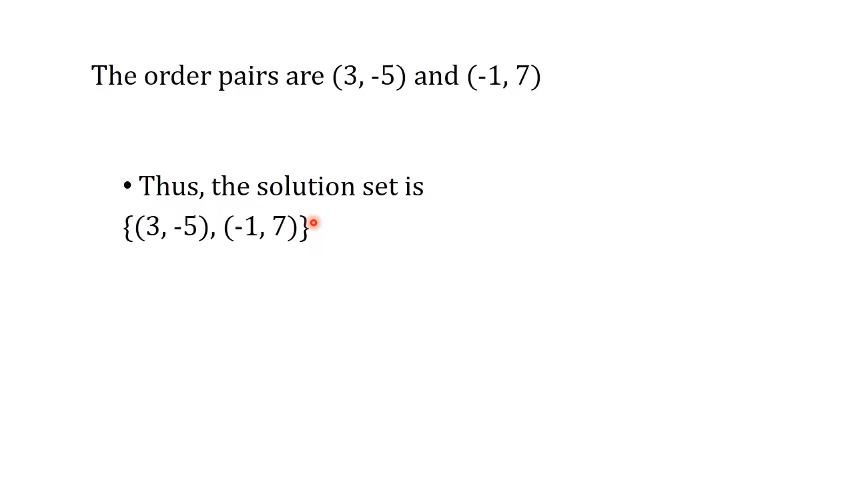 The order pairs are (3, -5) and (-1, 7)
• Thus, the solution set is
{(3, -5), (-1, 7)}